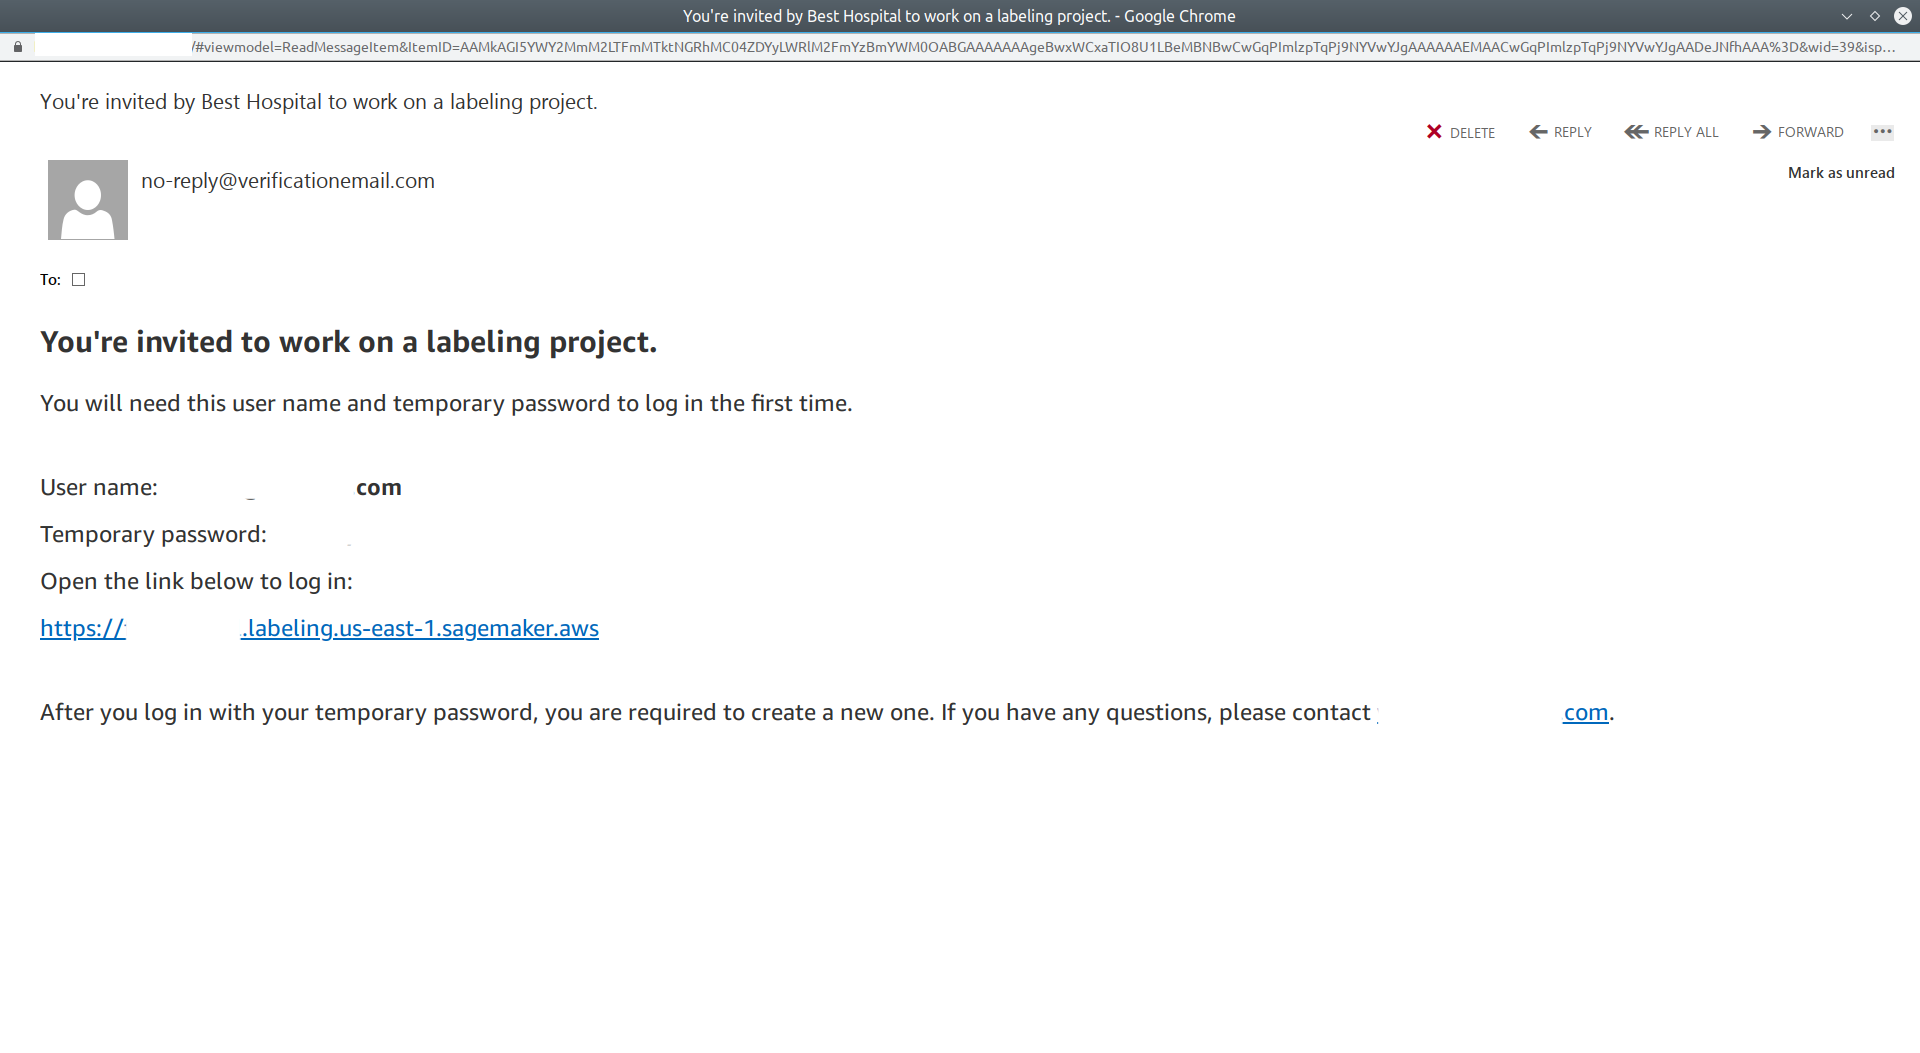 You're invited by Best Hospital to work on a labeling project. - Google Chrome
/#viewmodel=ReadMessageItem&ItemID=AAMkAGI5YWY2MmM2LTFmMTktNGRhMC04ZDYyLWRlM2FmYzBmYWM0OABGAAAAAAAgeBwxWCxaTIO8U1LBeMBNBwCwGqPImlzpTqPj9NYVwYJgAAAAAAEMAACwGqPImlzpTqPj9NYVwYJgAADeJNfhAAA%3D&wid=39&isp...
You're invited by Best Hospital to work on a labeling project.
DELETE REPLY REPLY ALL FORWARD
no-reply@verificationemail.com
Mark as unread
To:
You're invited to work on a labeling project.
You will need this user name and temporary password to log in the first time.
User name: com
Temporary password:
Open the link below to log in:
https:// .labeling.us-east-1.sagemaker.aws
After you log in with your temporary password, you are required to create a new one. If you have any questions, please contact com.